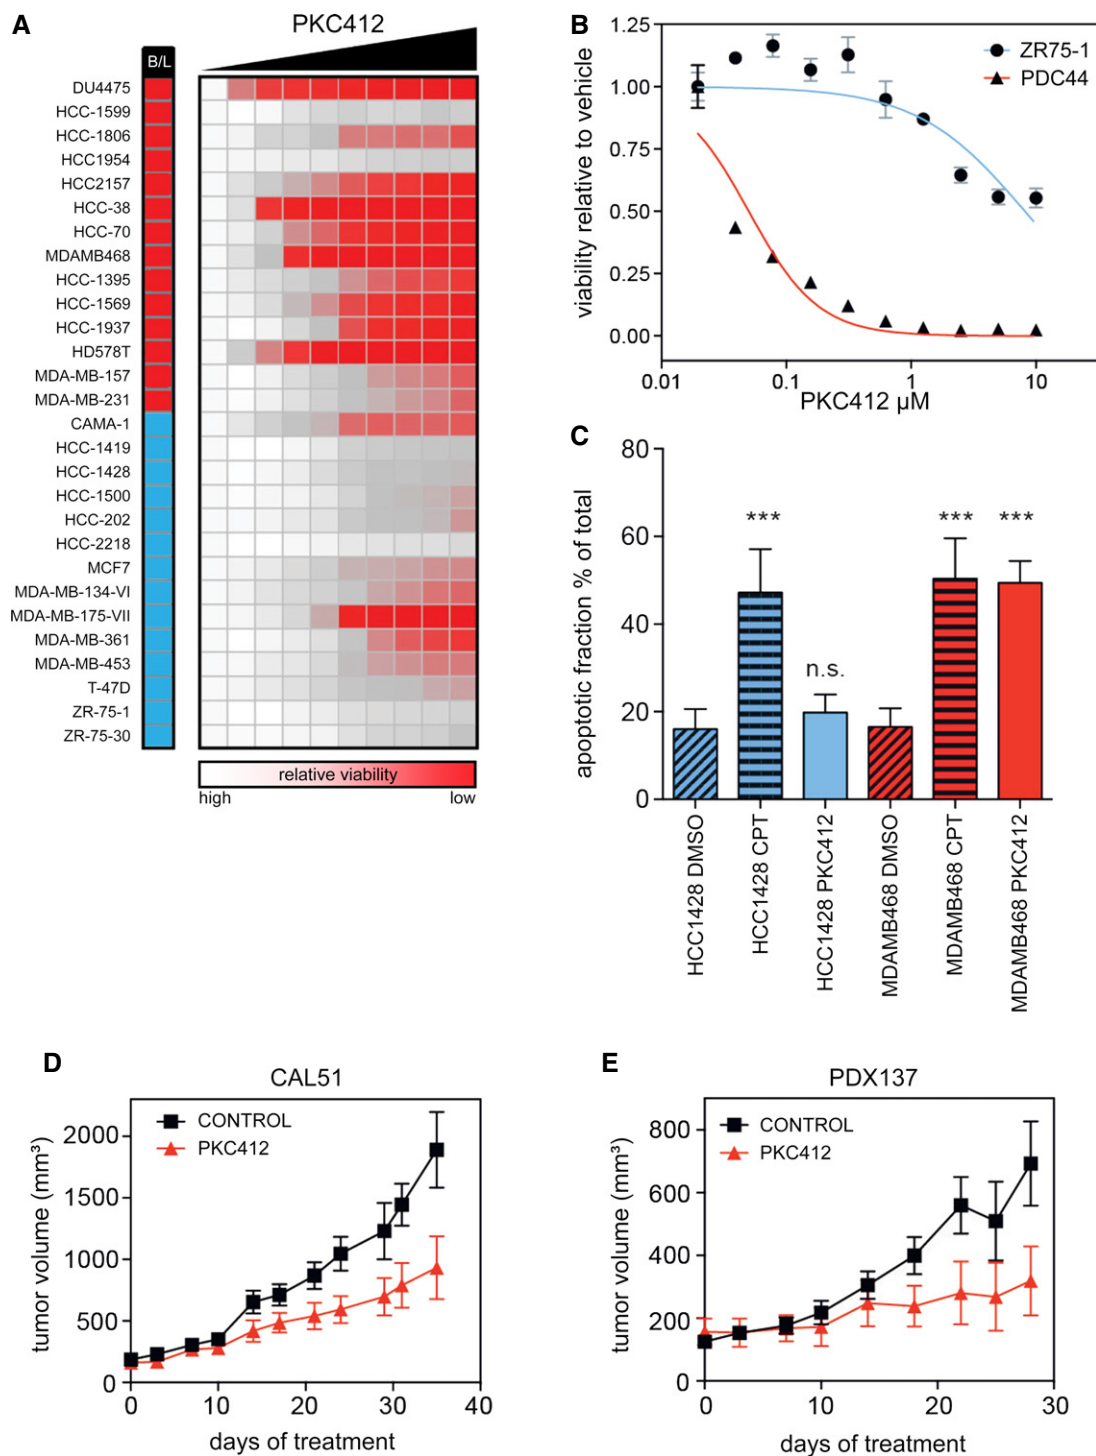 A
PKC412
B/L
DU4475
HCC-1599
HCC-1806
HCC1954
HCC2157
HCC-38
HCC-70
MDAMB468
HCC-1395
HCC-1569
HCC-1937
HD578T
MDA-MB-157
MDA-MB-231
CAMA-1
HCC-1419
HCC-1428
HCC-1500
HCC-202
HCC-2218
MCF7
MDA-MB-134-VI
MDA-MB-175-VII
MDA-MB-361
MDA-MB-453
T-47D
ZR-75-1
ZR-75-30
relative viability
high
low
B
viability relative to vehicle
1.25
1.00
0.75
0.50
0.25
0.00
ZR75-1
PDC44
0.01
0.1
1
10
PKC412 µM
C
apoptotic fraction % of total
80
60
40
20
0
***
n.s.
***
***
HCC1428 DMSO
HCC1428 CPT
HCC1428 PKC412
MDAMB468 DMSO
MDAMB468 CPT
MDAMB468 PKC412
D
CAL51
CONTROL
PKC412
tumor volume (mm³)
2000
1500
1000
500
0
0
10
20
30
40
days of treatment
E
PDX137
CONTROL
PKC412
tumor volume (mm³)
800
600
400
200
0
0
10
20
30
days of treatment